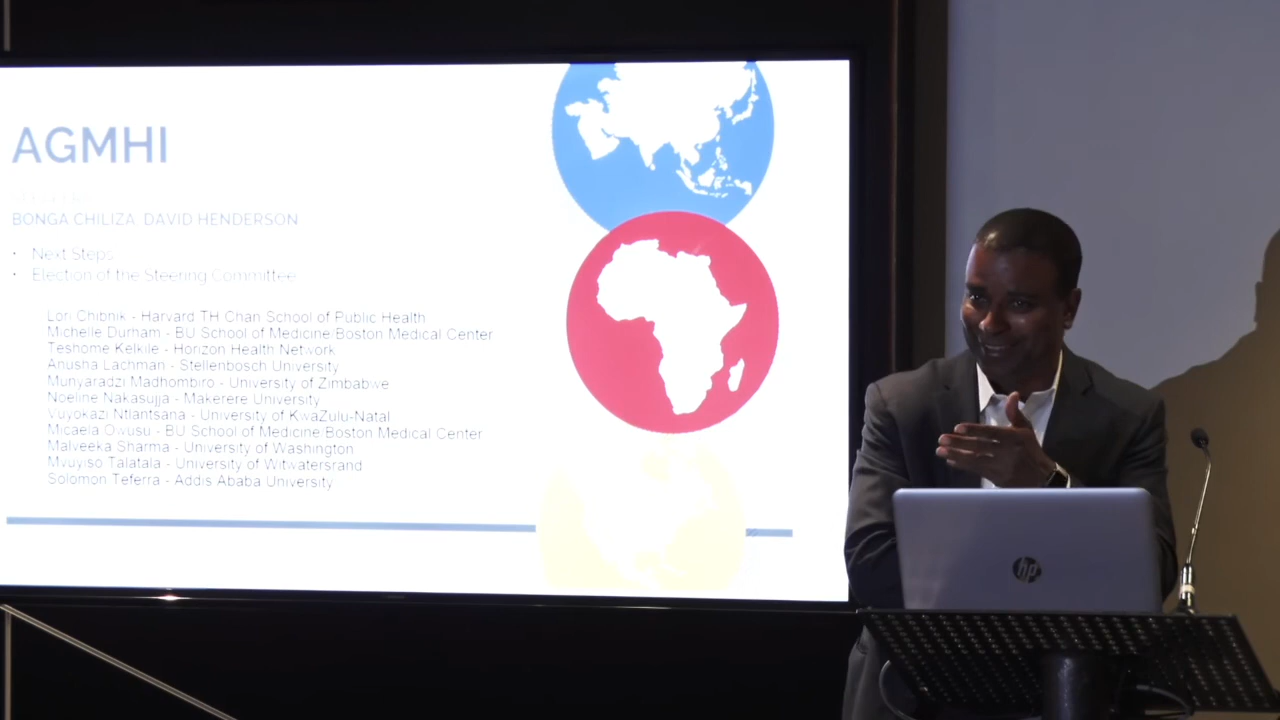 AGMHI
BONGA CHILIZA, DAVID HENDERSON
• Next Steps
• Election of the Steering Committee
Lori Chibnik - Harvard TH Chan School of Public Health
Michelle Durham - BU School of Medicine/Boston Medical Center
Teshome Kelkile - Horizon Health Network
Anusha Lachman - Stellenbosch University
Munyaradzi Madhombiro - University of Zimbabwe
Noeline Nakasujja - Makerere University
Vuyokazi Ntlantsana - University of KwaZulu-Natal
Micaela Owusu - BU School of Medicine/Boston Medical Center
Malveeka Sharma - University of Washington
Mvuyiso Talatala - University of Witwatersrand
Solomon Teferra - Addis Ababa University
hp